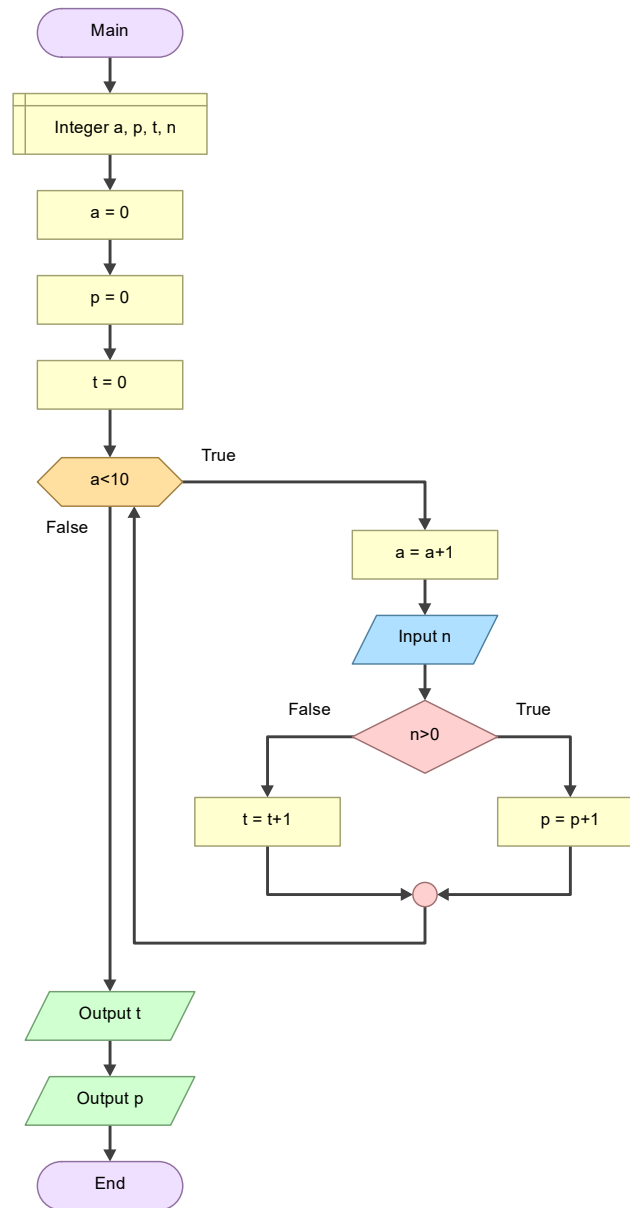 Main
Integer a, p, t, n
a = 0
p = 0
t = 0
a<10
True
False
a = a+1
Input n
n>0
False
True
t = t+1
p = p+1
Output t
Output p
End